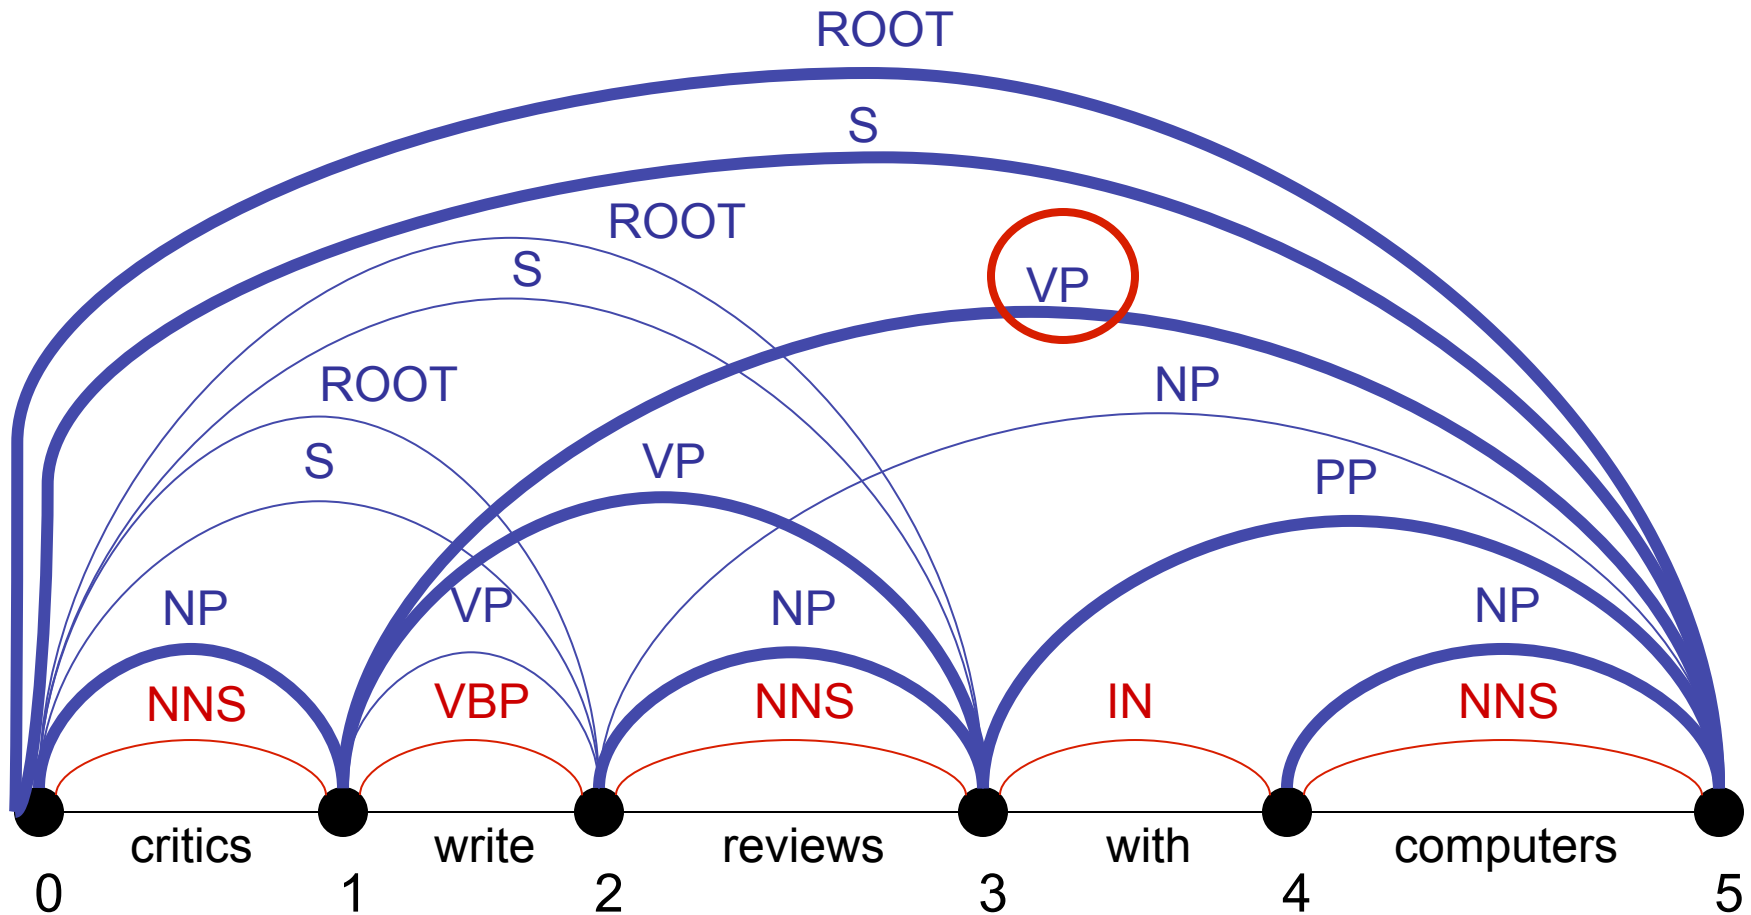 ROOT
S
ROOT
S
VP
ROOT
NP
S
VP
PP
NP
VP
NP
NP
NNS
VBP
NNS
IN
NNS
critics write reviews with computers
0 1 2 3 4 5